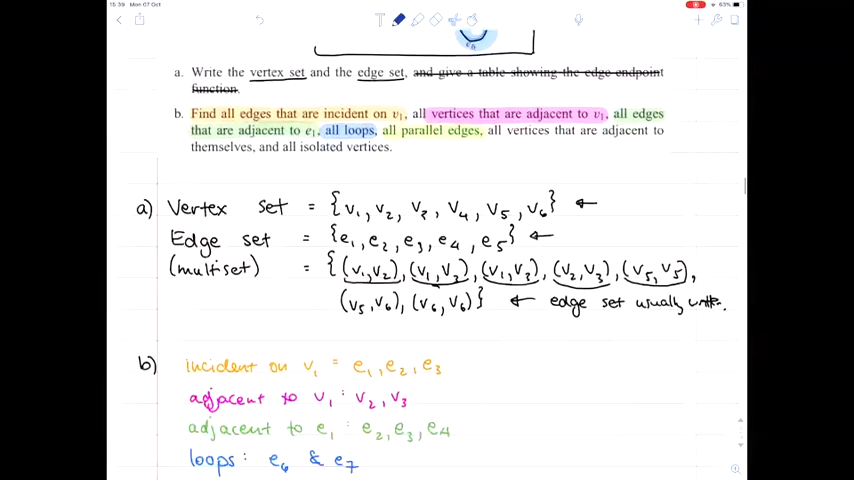 15:39 Mon 07 Oct
63%
e6
a. Write the vertex set and the edge set, and give a table showing the edge endpoint
function.
b. Find all edges that are incident on v1, all vertices that are adjacent to v1, all edges
that are adjacent to e1, all loops, all parallel edges, all vertices that are adjacent to
themselves, and all isolated vertices.
a) Vertex set = {v1, v2, v3, v4, v5, v6} ←
Edge set = {e1, e2, e3, e4, e5} ←
(multiset) = {(v1,v2), (v1,v3), (v1,v3), (v2,v3), (v5,v5),
(v5,v6), (v6,v6)} ← edge set usually written.
b) incident on v1 = e1, e2, e3
adjacent to v1 : v2, v3
adjacent to e1 : e2, e3, e4
loops: e6 & e7